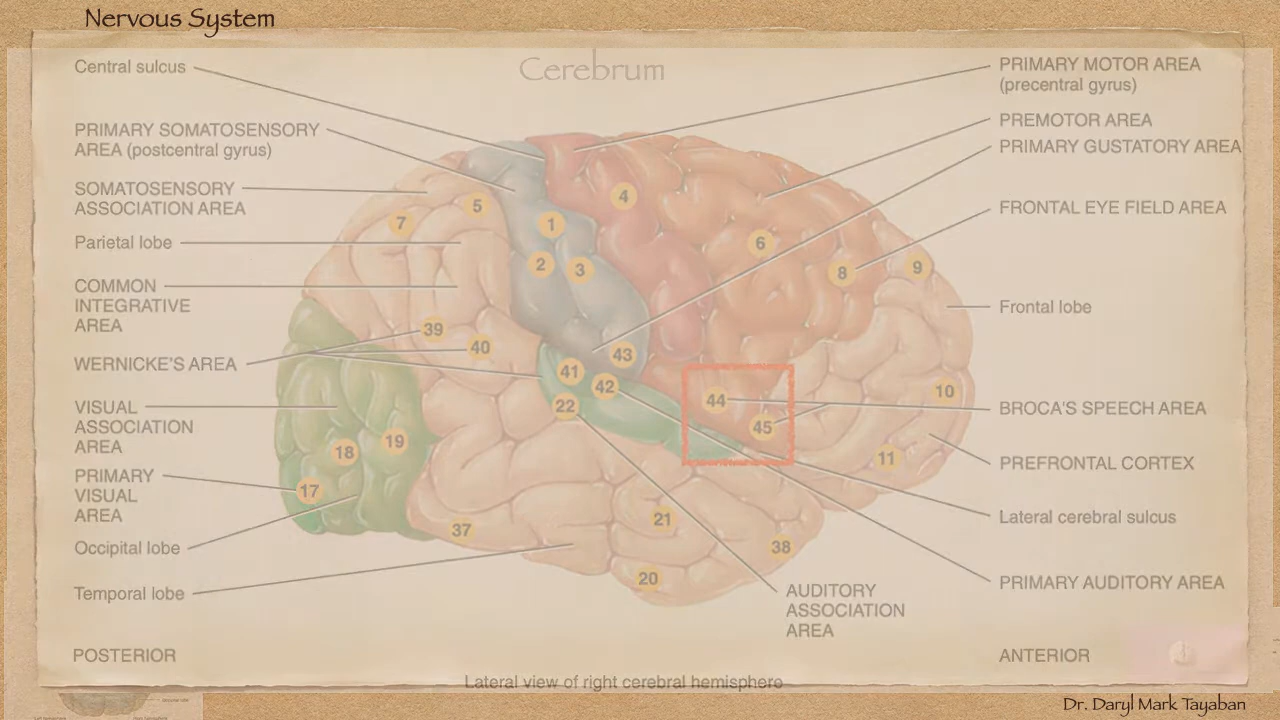 Nervous System
Cerebrum
Central sulcus
PRIMARY SOMATOSENSORY
AREA (postcentral gyrus)
SOMATOSENSORY
ASSOCIATION AREA
Parietal lobe
COMMON
INTEGRATIVE
AREA
WERNICKE'S AREA
VISUAL
ASSOCIATION
AREA
PRIMARY
VISUAL
AREA
Occipital lobe
Temporal lobe
POSTERIOR
4
5
7
1
6
2
3
8
9
39
40
43
41
42
22
44
45
10
19
18
11
17
21
37
38
20
PRIMARY MOTOR AREA
(precentral gyrus)
PREMOTOR AREA
PRIMARY GUSTATORY AREA
FRONTAL EYE FIELD AREA
Frontal lobe
BROCA'S SPEECH AREA
PREFRONTAL CORTEX
Lateral cerebral sulcus
PRIMARY AUDITORY AREA
AUDITORY
ASSOCIATION
AREA
ANTERIOR
Lateral view of right cerebral hemisphere
Dr. Daryl Mark Tayaban